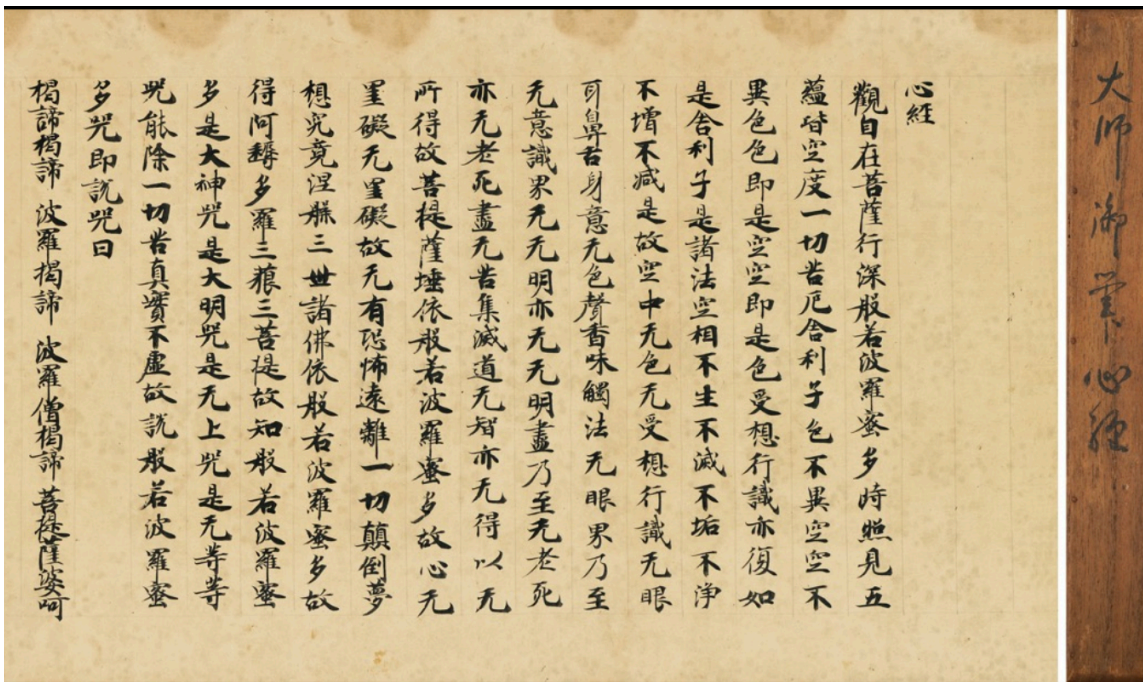 心経
觀自在菩薩行深般若波羅蜜多時照見五
蘊皆空度一切苦厄舍利子色不異空空不
異色色即是空空即是色受想行識亦復如
是舍利子是諸法空相不生不滅不垢不淨
不增不減是故空中无色无受想行識无眼
耳鼻舌身意无色聲香味觸法无眼界乃至
无意識界无无明亦无无明盡乃至无老死
亦无老死盡无苦集滅道无智亦无得以无
所得故菩提薩埵依般若波羅蜜多故心无
罣礙无罣礙故无有恐怖遠離一切顛倒夢
想究竟涅槃三世諸佛依般若波羅蜜多故
得阿耨多羅三藐三菩提故知般若波羅蜜
多是大神咒是大明咒是无上咒是无等等
咒能除一切苦真實不虛故說般若波羅蜜
多咒即說咒曰
揭諦揭諦 波羅揭諦 波羅僧揭諦 菩提薩婆呵
大師御筆心経